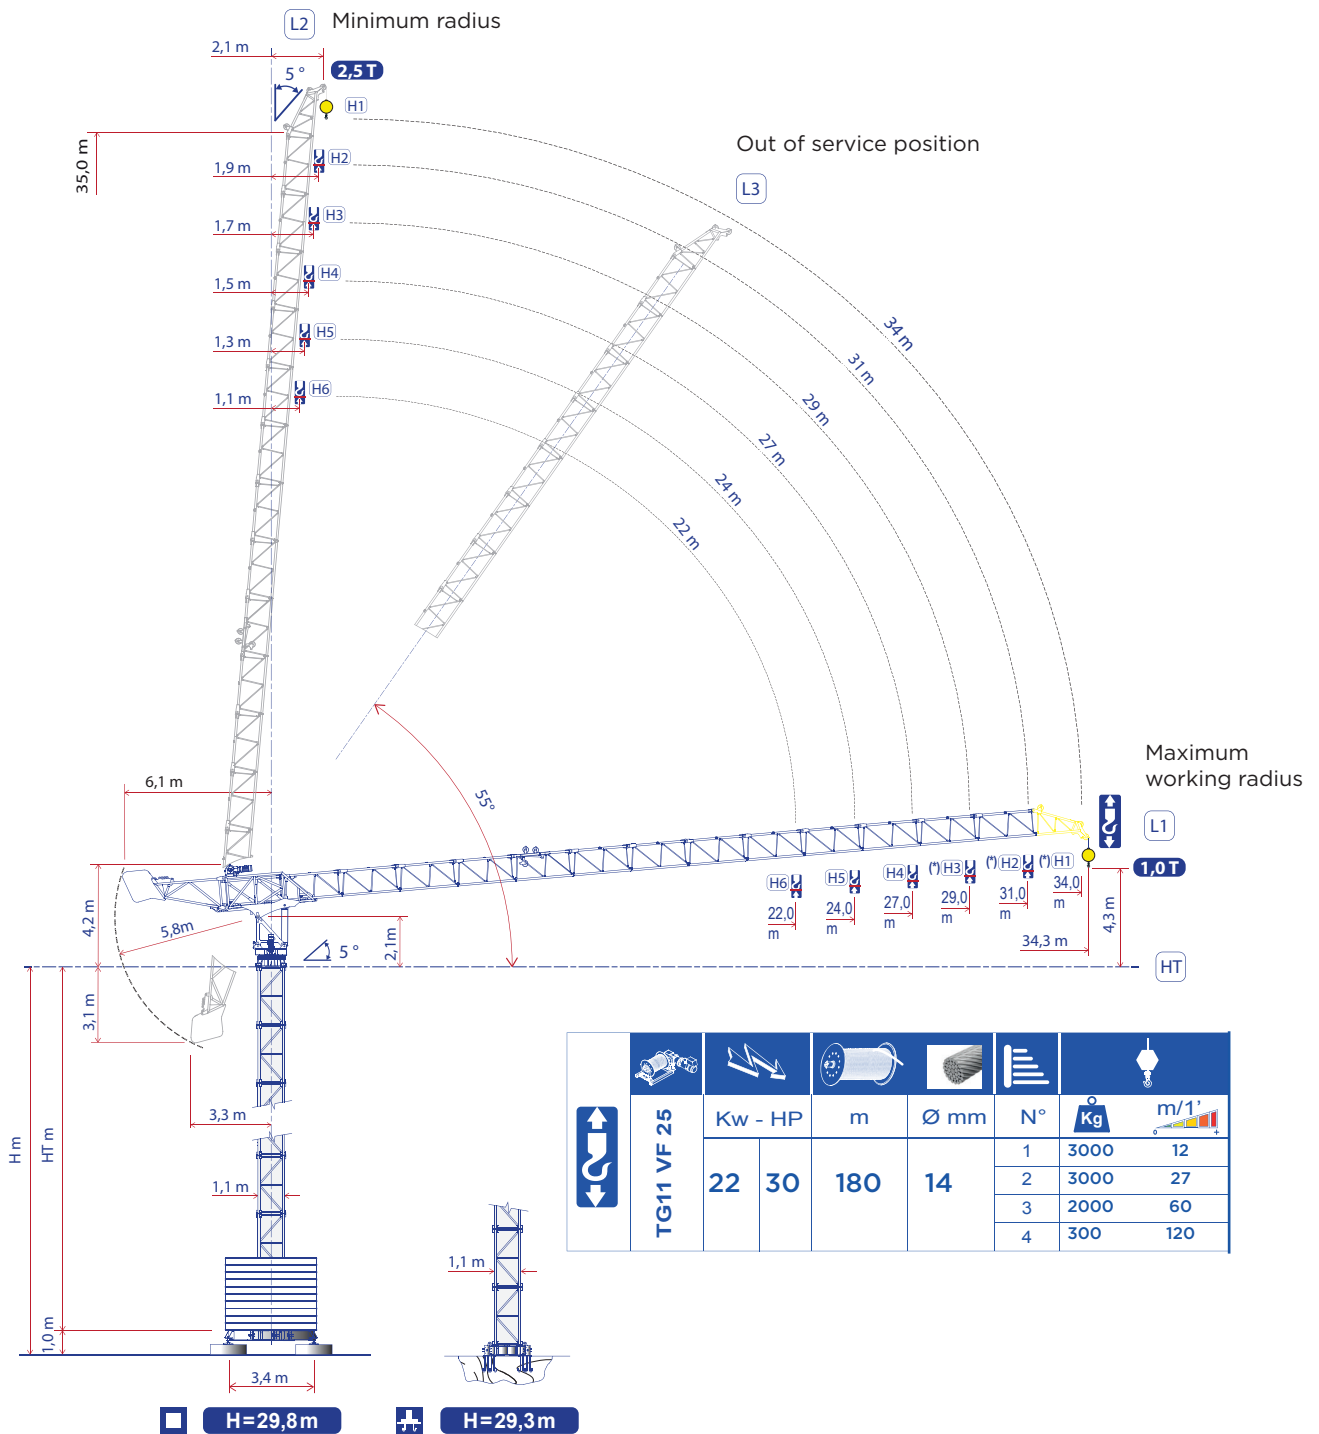 L2 Minimum radius
2,1 m
5 °
2,5 T
H1
35,0 m
Out of service position
L3
1,9 m
H2
1,7 m
H3
1,5 m
H4
1,3 m
H5
1,1 m
H6
34 m
31 m
29 m
27 m
24 m
22 m
55°
6,1 m
Maximum
working radius
L1
1,0 T
H6
H5
H4
(*) H3
(*) H2
(*) H1
22,0
m
24,0
m
27,0
m
29,0
m
31,0
m
34,0
m
34,3 m
4,3 m
4,2 m
5,8m
2,1m
5 °
HT
3,1 m
3,3 m
H m
HT m
1,1 m
1,0 m
3,4 m
1,1 m
TG11 VF 25
Kw - HP
m
Ø mm
N°
Kg
m/1'
0 +
22 30 180 14
1 3000 12
2 3000 27
3 2000 60
4 300 120
H=29,8m
H=29,3m